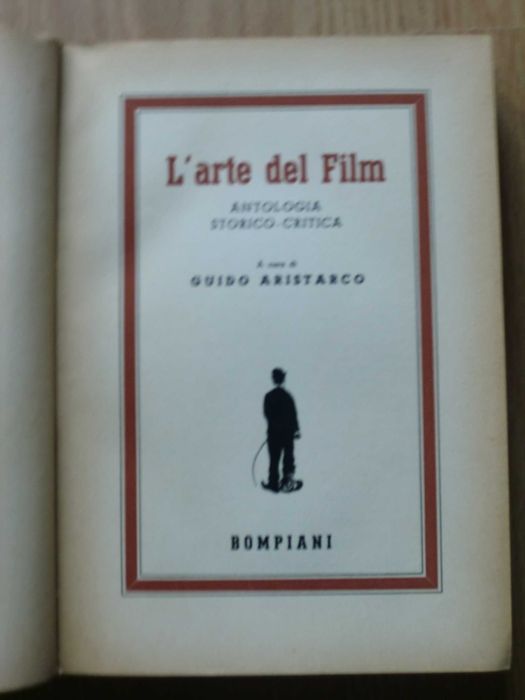 L'arte del Film
ANTOLOGIA
STORICO-CRITICA
A cura di
GUIDO ARISTARCO
BOMPIANI